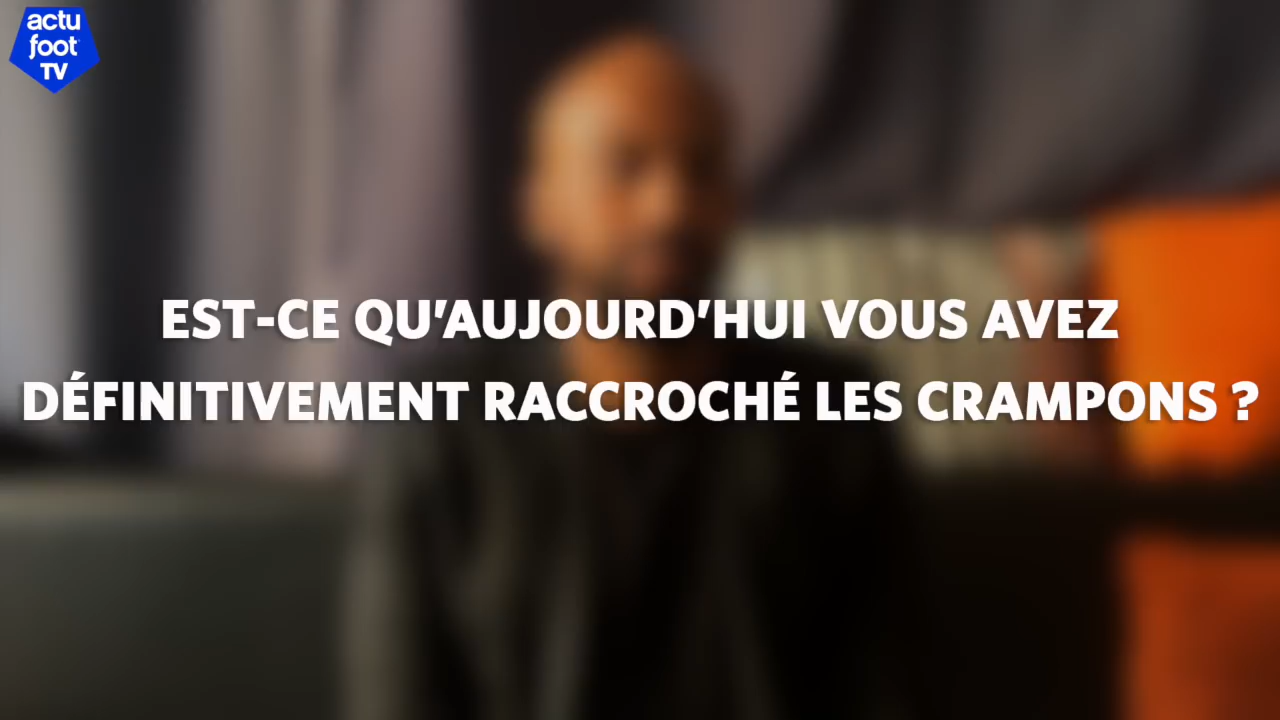 actu
foot
TV
EST-CE QU'AUJOURD'HUI VOUS AVEZ
DÉFINITIVEMENT RACCROCHÉ LES CRAMPONS ?